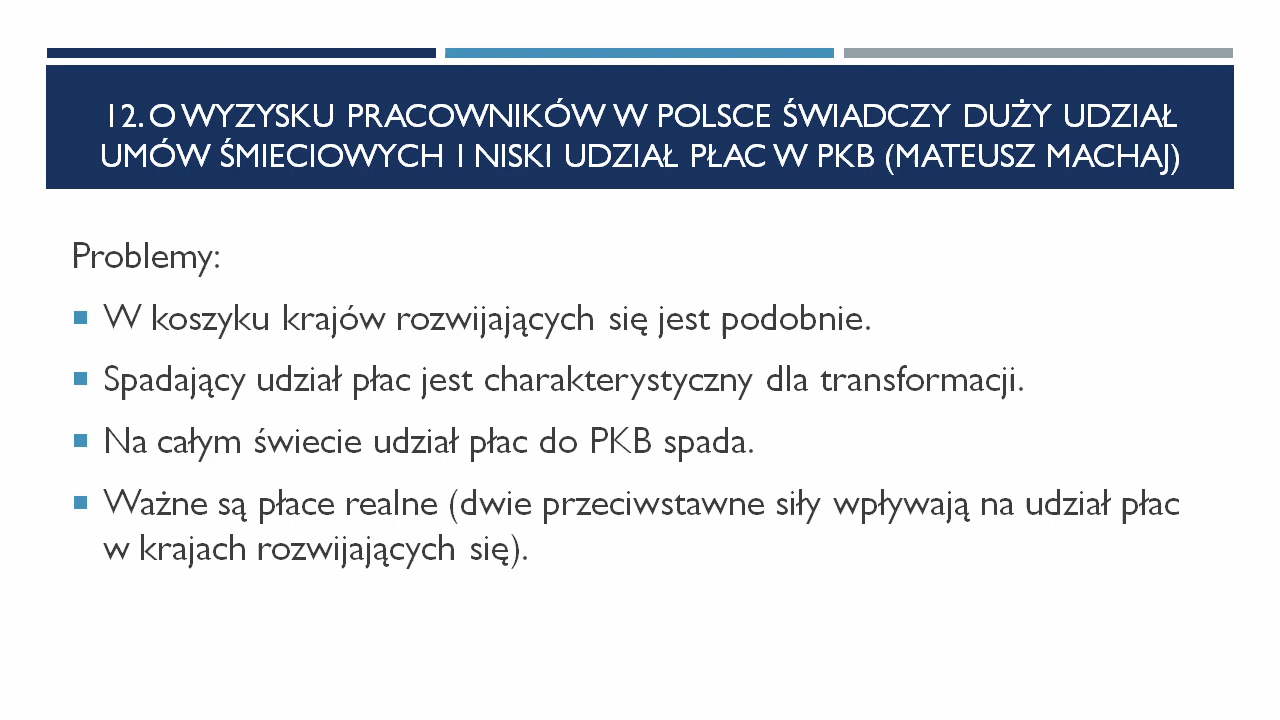 12. O WYZYSKU PRACOWNIKÓW W POLSCE ŚWIADCZY DUŻY UDZIAŁ
UMÓW ŚMIECIOWYCH I NISKI UDZIAŁ PŁAC W PKB (MATEUSZ MACHAJ)
Problemy:
▪ W koszyku krajów rozwijających się jest podobnie.
▪ Spadający udział płac jest charakterystyczny dla transformacji.
▪ Na całym świecie udział płac do PKB spada.
▪ Ważne są płace realne (dwie przeciwstawne siły wpływają na udział płac
w krajach rozwijających się).